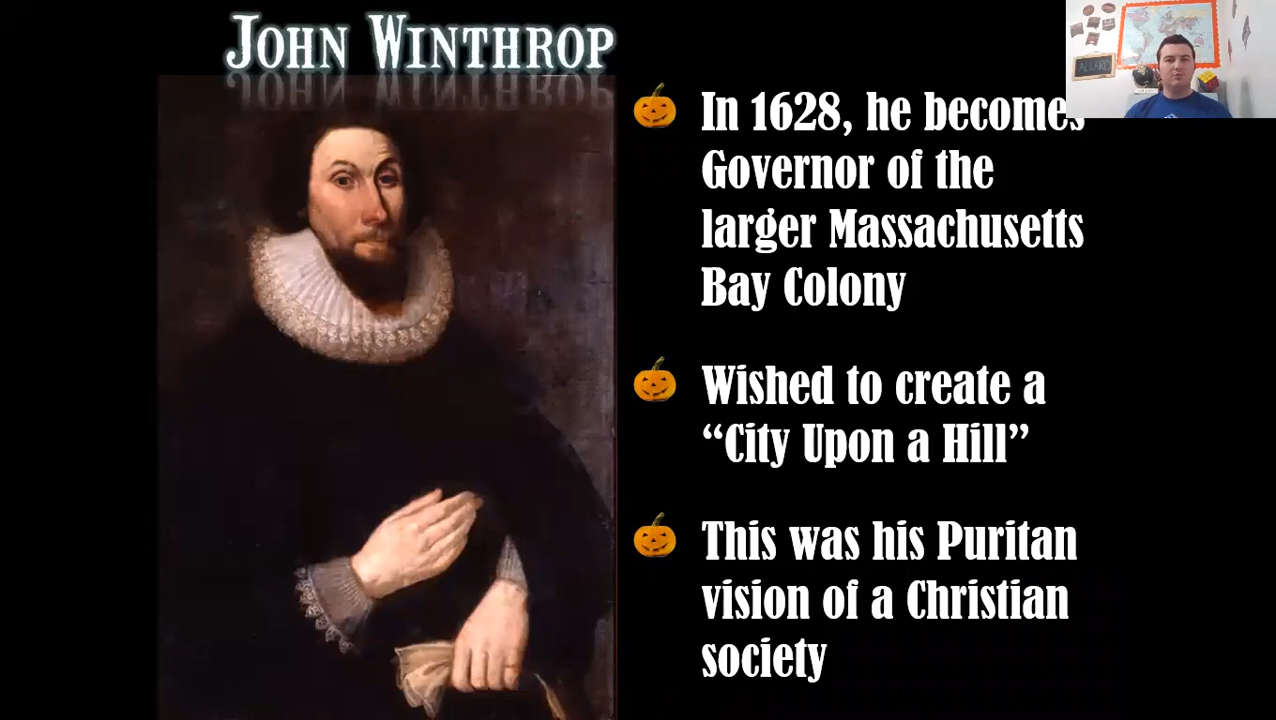 John Winthrop
In 1628, he becomes
Governor of the
larger Massachusetts
Bay Colony
Wished to create a
“City Upon a Hill”
This was his Puritan
vision of a Christian
society